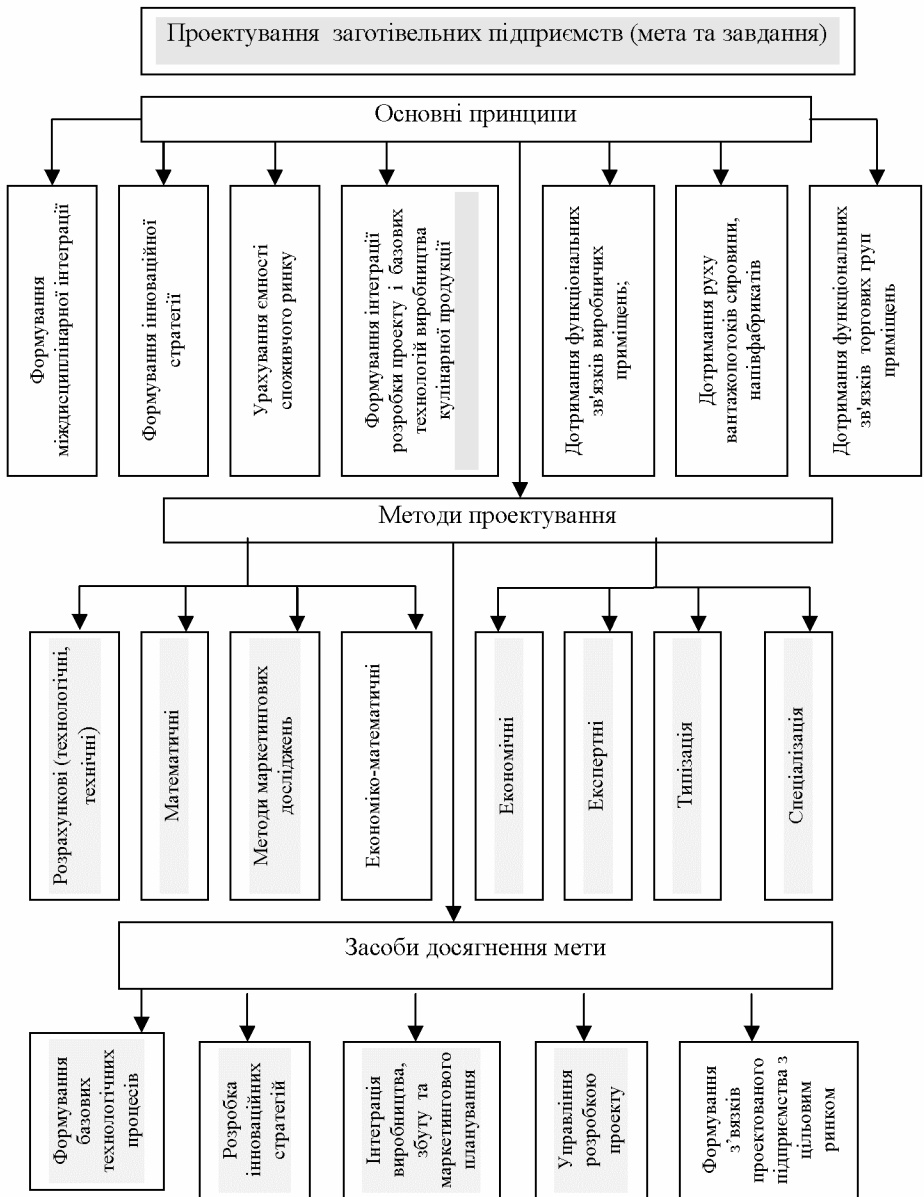 Проектування заготівельних підприємств (мета та завдання)
Основні принципи
Формування
міждисциплінарної інтеграції
Формування інноваційної
стратегії
Урахування ємності
споживчого ринку
Формування інтеграції
розробки проекту і базових
технологій виробництва
кулінарної продукції
Дотримання функціональних
зв'язків виробничих
приміщень;
Дотримання руху
вантажопотоків сировини,
напівфабрикатів
Дотримання функціональних
зв'язків торгових груп
приміщень
Методи проектування
Розрахункові (технологічні,
технічні)
Математичні
Методи маркетингових
досліджень
Економіко-математичні
Економічні
Експертні
Типізація
Спеціалізація
Засоби досягнення мети
Формування
базових
технологічних
процесів
Розробка
інноваційних
стратегій
Інтеграція
виробництва,
збуту та
маркетингового
планування
Управління
розробкою
проекту
Формування
з’вязків
проектованого
підприємства з
цільовим
ринком